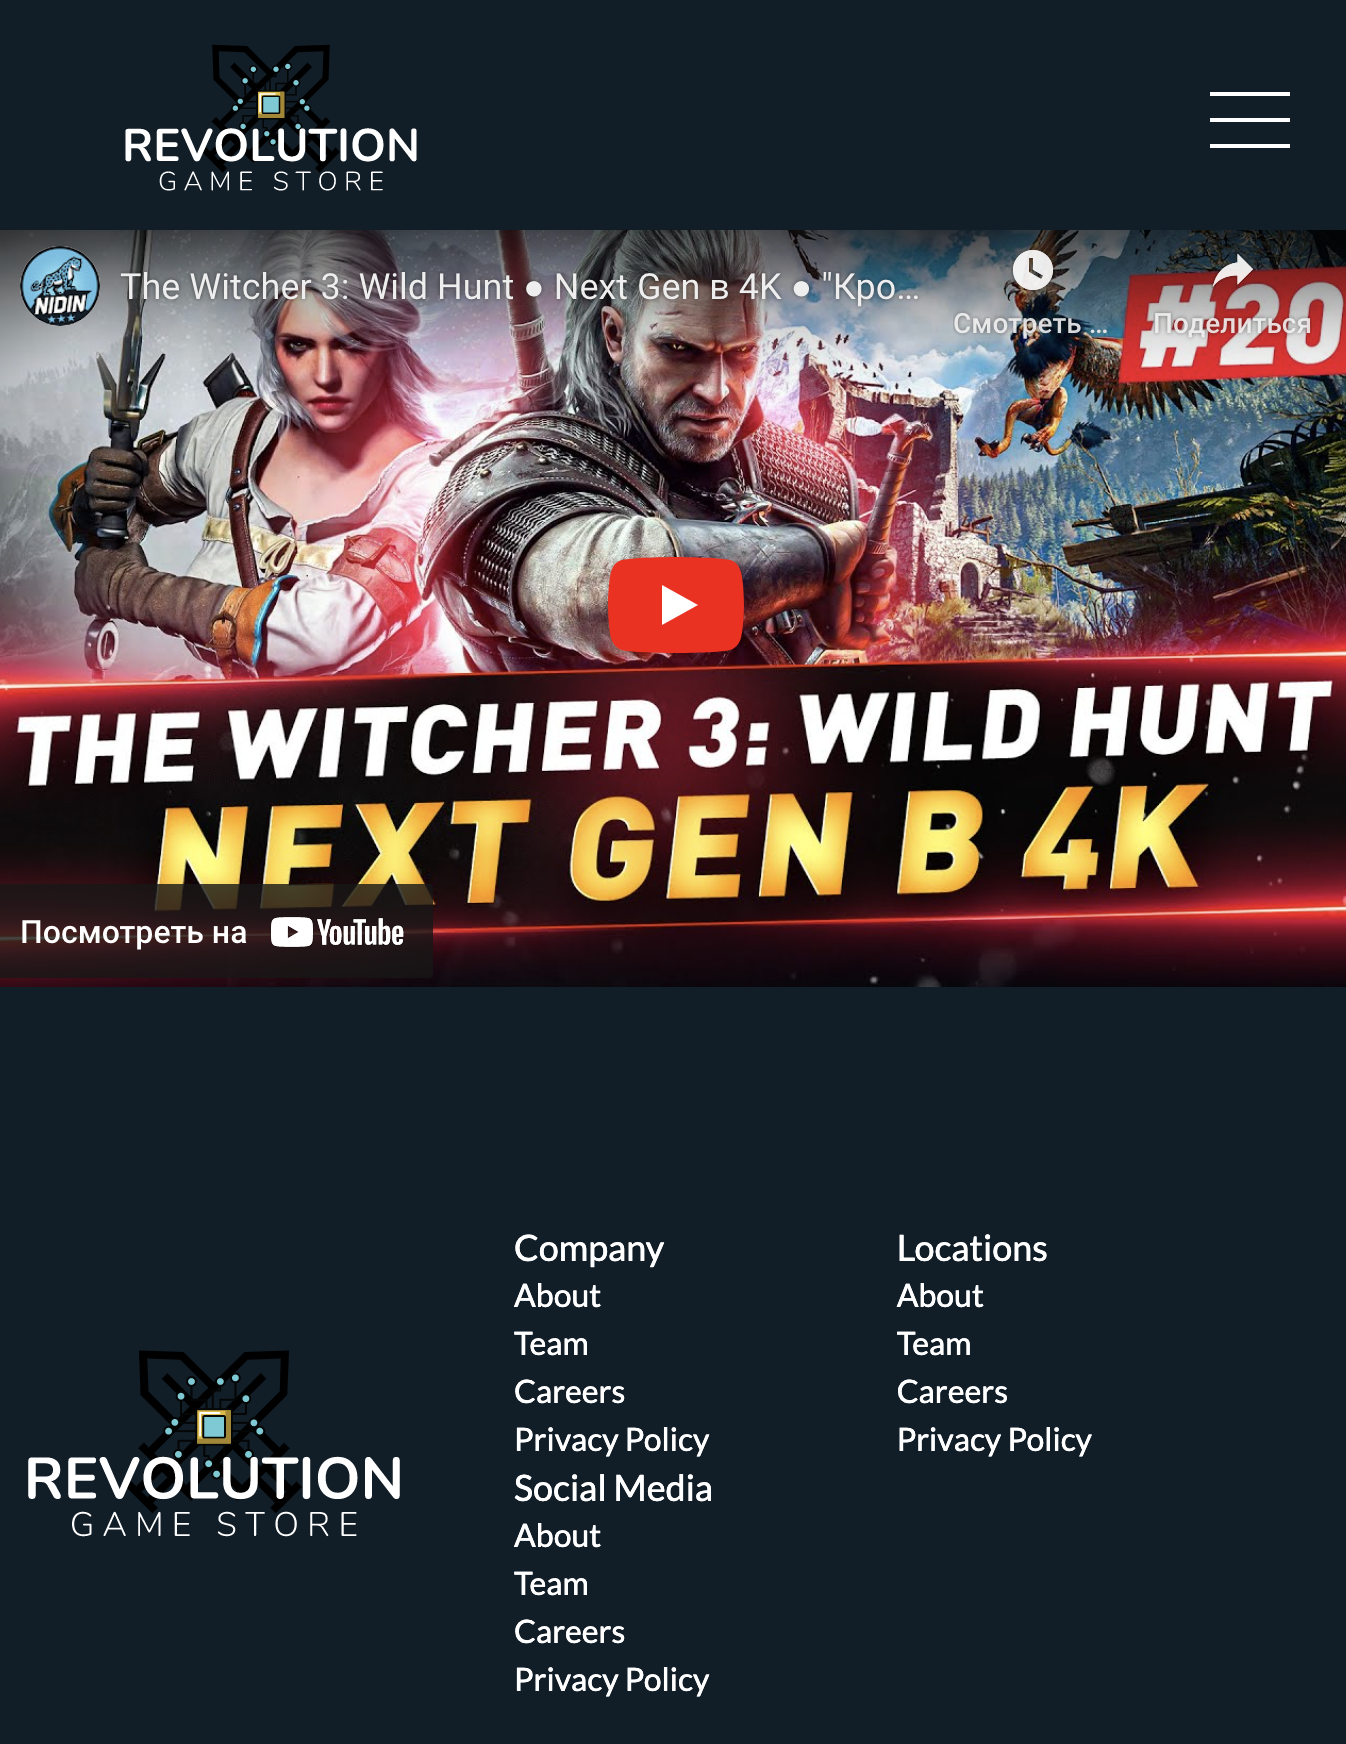 REVOLUTION
GAME STORE
NIDIN
The Witcher 3: Wild Hunt ● Next Gen в 4K ● "Кро...
Смотреть ...
Поделиться
#20
THE WITCHER 3: WILD HUNT
NEXT GEN В 4K
Посмотреть на YouTube
Company
About
Team
Careers
Privacy Policy
Social Media
About
Team
Careers
Privacy Policy
Locations
About
Team
Careers
Privacy Policy
REVOLUTION
GAME STORE